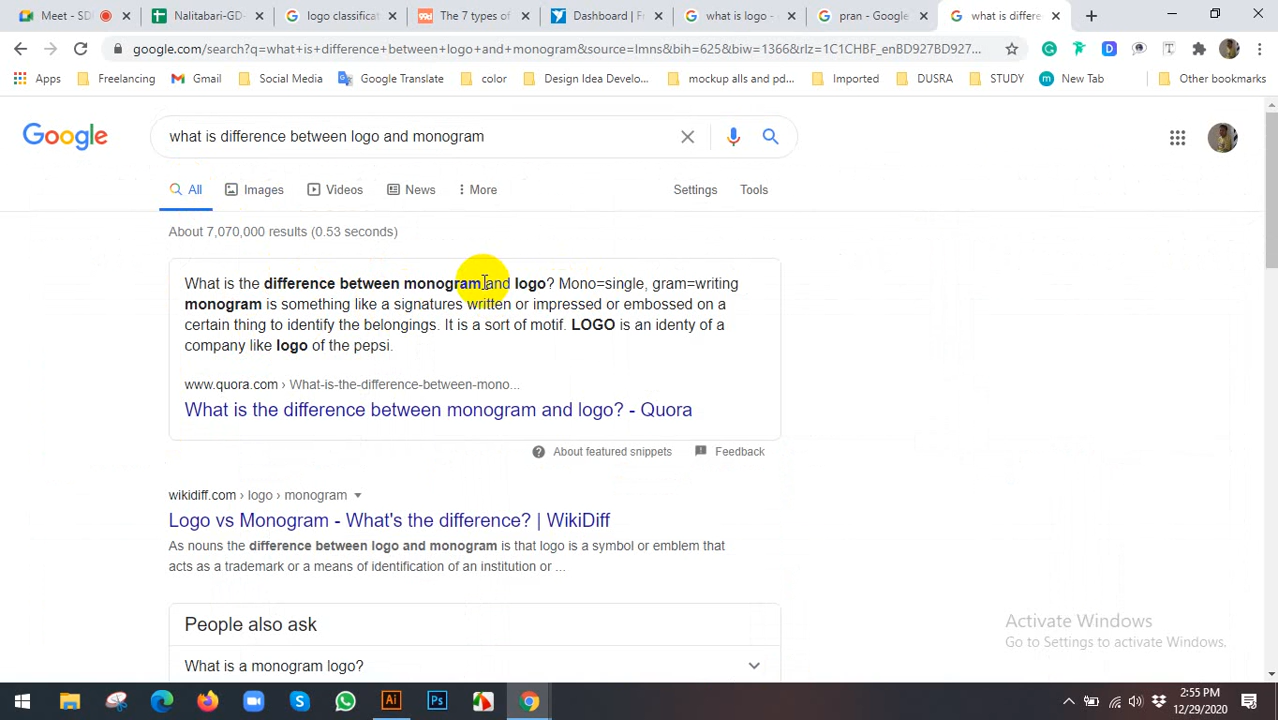 Meet - SDI
Nalitabari-GD-
logo classificat
The 7 types of
Dashboard | Fr
what is logo -
pran - Google
what is differe
google.com/search?q=what+is+difference+between+logo+and+monogram&source=lmns&bih=625&biw=1366&rlz=1C1CHBF_enBD927BD927...
Apps
Freelancing
Gmail
Social Media
Google Translate
color
Design Idea Develo...
mockup alls and pd...
Imported
DUSRA
STUDY
New Tab
Other bookmarks
Google
what is difference between logo and monogram
All
Images
Videos
News
More
Settings
Tools
About 7,070,000 results (0.53 seconds)
What is the difference between monogram and logo? Mono=single, gram=writing
monogram is something like a signatures written or impressed or embossed on a
certain thing to identify the belongings. It is a sort of motif. LOGO is an identy of a
company like logo of the pepsi.
www.quora.com › What-is-the-difference-between-mono...
What is the difference between monogram and logo? - Quora
About featured snippets
Feedback
wikidiff.com › logo › monogram
Logo vs Monogram - What's the difference? | WikiDiff
As nouns the difference between logo and monogram is that logo is a symbol or emblem that
acts as a trademark or a means of identification of an institution or ...
People also ask
What is a monogram logo?
Activate Windows
Go to Settings to activate Windows.
2:55 PM
12/29/2020